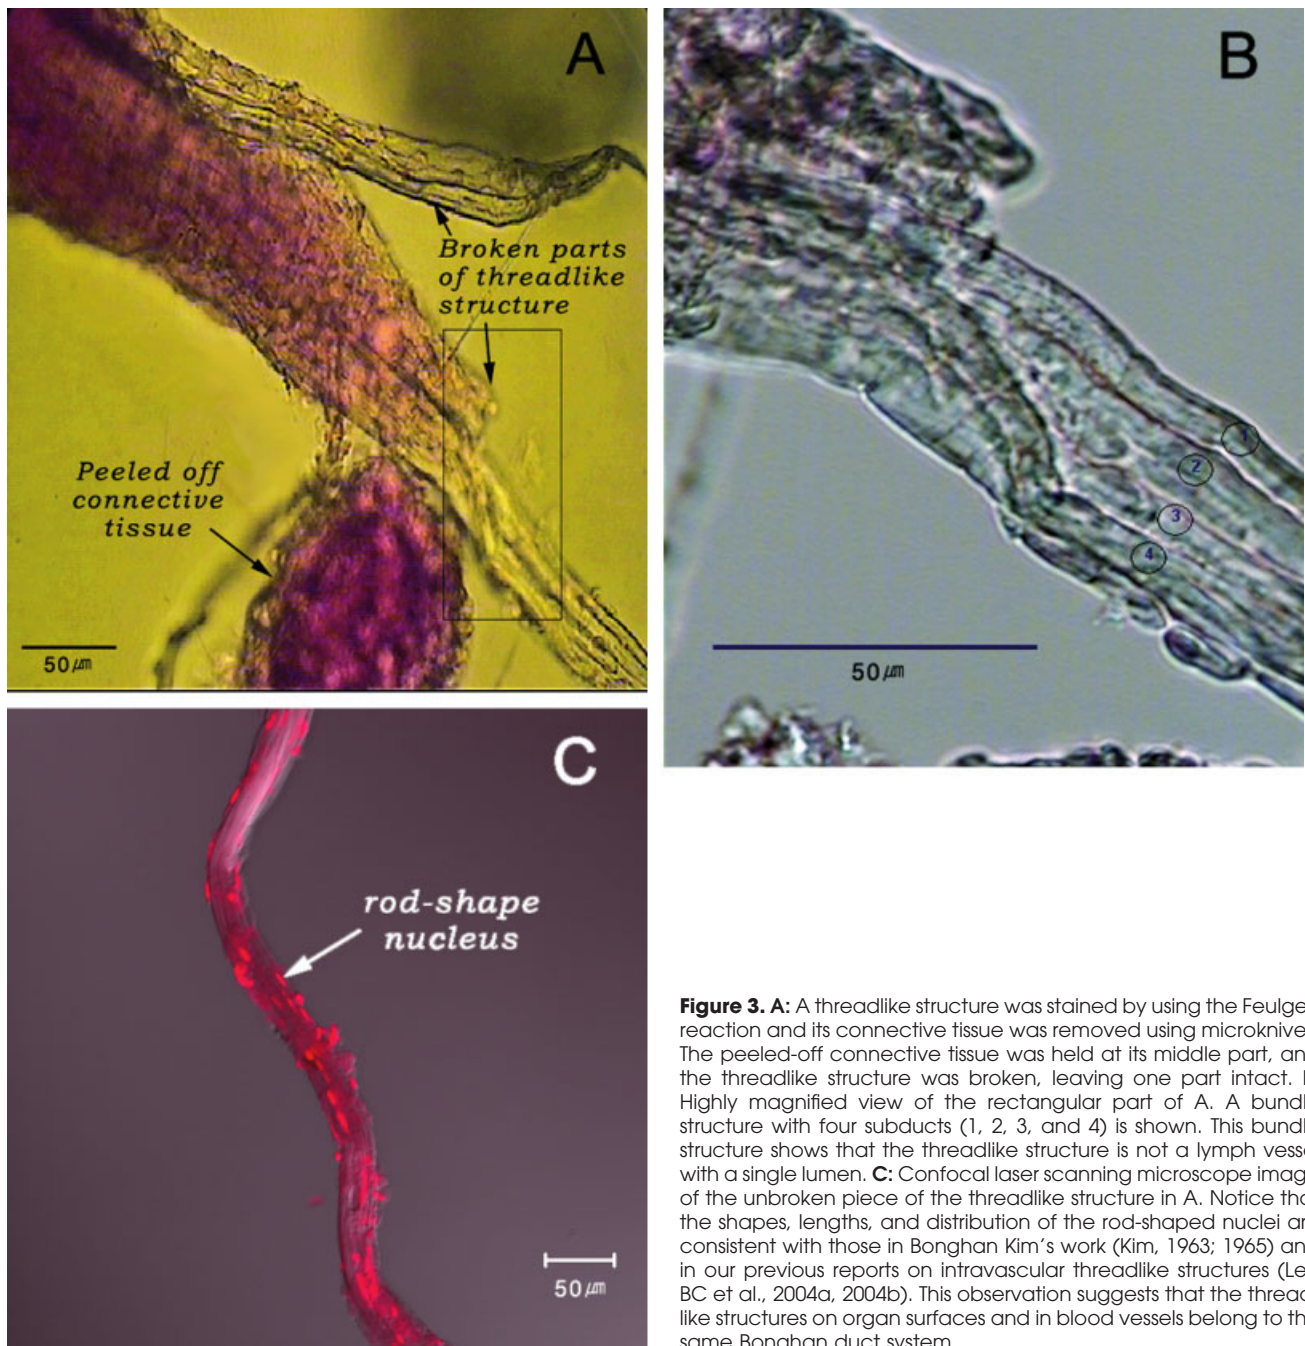 A
Broken parts
of threadlike
structure
Peeled off
connective
tissue
50 μm
B
1
2
3
4
50 μm
C
rod-shape
nucleus
50 μm
Figure 3. A: A threadlike structure was stained by using the Feulge
reaction and its connective tissue was removed using microknive
The peeled-off connective tissue was held at its middle part, an
the threadlike structure was broken, leaving one part intact.
Highly magnified view of the rectangular part of A. A bundl
structure with four subducts (1, 2, 3, and 4) is shown. This bundl
structure shows that the threadlike structure is not a lymph vesse
with a single lumen. C: Confocal laser scanning microscope imag
of the unbroken piece of the threadlike structure in A. Notice tha
the shapes, lengths, and distribution of the rod-shaped nuclei ar
consistent with those in Bonghan Kim's work (Kim, 1963; 1965) an
in our previous reports on intravascular threadlike structures (Le
BC et al., 2004a, 2004b). This observation suggests that the thread
like structures on organ surfaces and in blood vessels belong to th
same Bonghan duct system